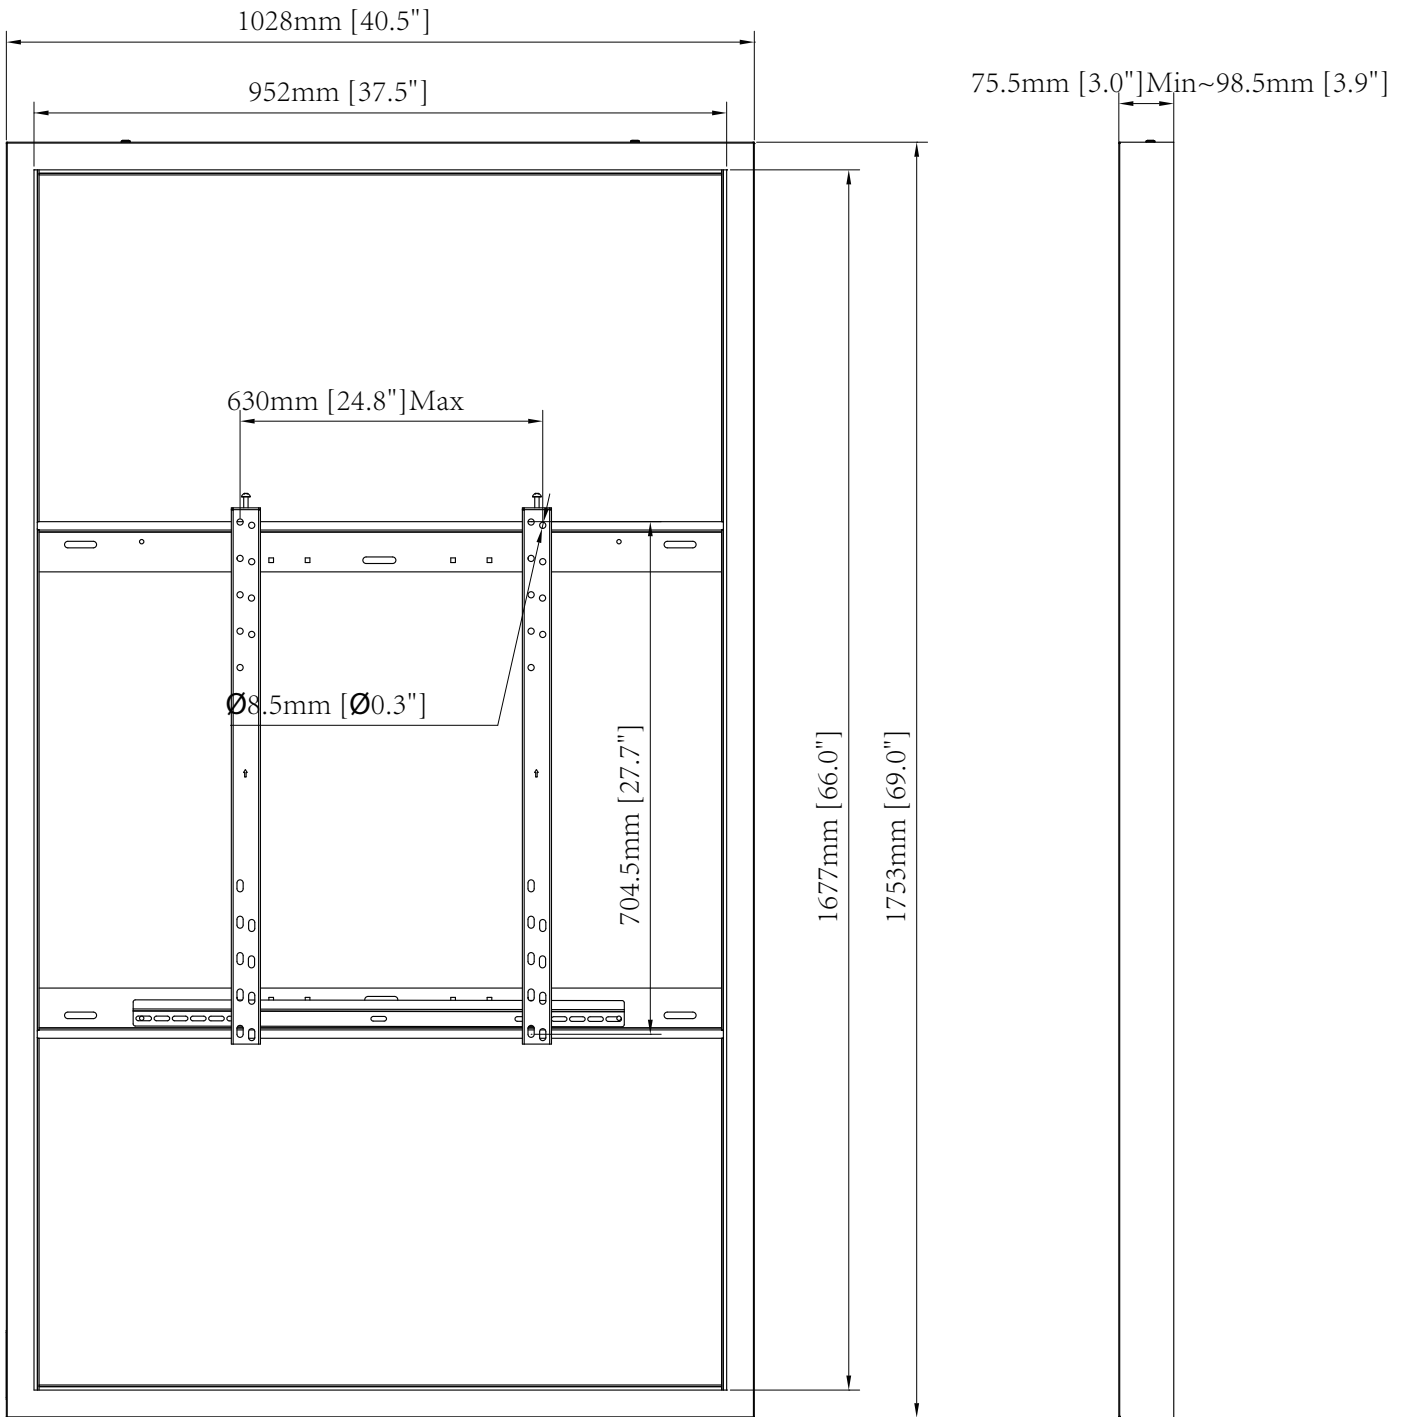 1028mm [40.5"]
75.5mm [3.0"]Min~98.5mm [3.9"]
952mm [37.5"]
630mm [24.8"]Max
Ø8.5mm [Ø0.3"]
704.5mm [27.7"]
1677mm [66.0"]
1753mm [69.0"]